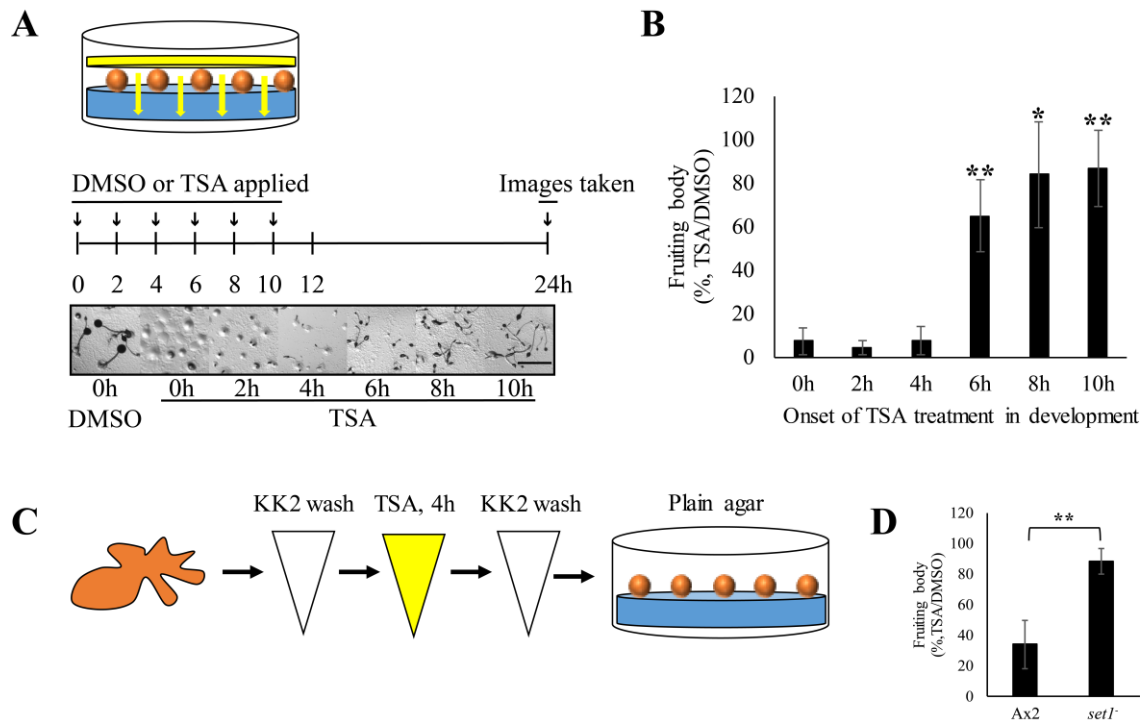 A
DMSO or TSA applied
Images taken
0 2 4 6 8 10 12 24h
0h 0h 2h 4h 6h 8h 10h
DMSO TSA
B
Fruiting body
(%, TSA/DMSO)
120
100
80
60
40
20
0
** * **
0h 2h 4h 6h 8h 10h
Onset of TSA treatment in development
C
KK2 wash TSA, 4h KK2 wash Plain agar
D
Fruiting body
(%,TSA/DMSO)
120
100
80
60
40
20
0
**
Ax2 set1-